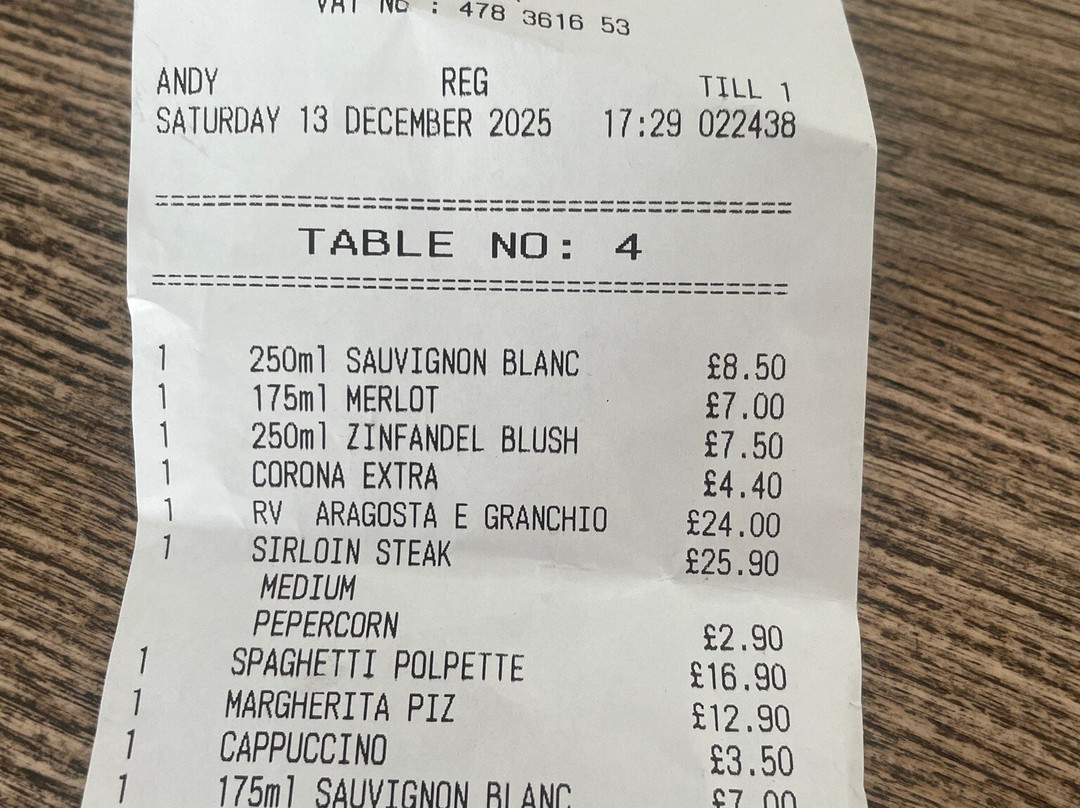 VAT NO : 478 3616 53
ANDY REG TILL 1
SATURDAY 13 DECEMBER 2025 17:29 022438
========================================
TABLE NO: 4
========================================
1 250ml SAUVIGNON BLANC £8.50
1 175ml MERLOT £7.00
1 250ml ZINFANDEL BLUSH £7.50
1 CORONA EXTRA £4.40
1 RV ARAGOSTA E GRANCHIO £24.00
1 SIRLOIN STEAK £25.90
MEDIUM
PEPERCORN £2.90
1 SPAGHETTI POLPETTE £16.90
1 MARGHERITA PIZ £12.90
1 CAPPUCCINO £3.50
1 175ml SAUVIGNON BLANC £7.00